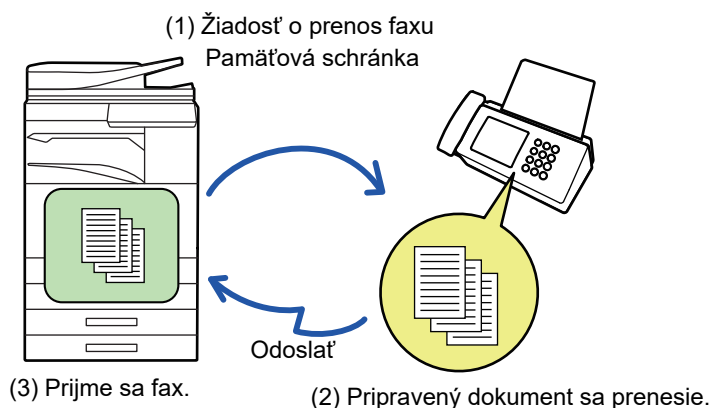 (1) Žiadosť o prenos faxu
Pamäťová schránka
Odoslať
(3) Prijme sa fax.
(2) Pripravený dokument sa prenesie.